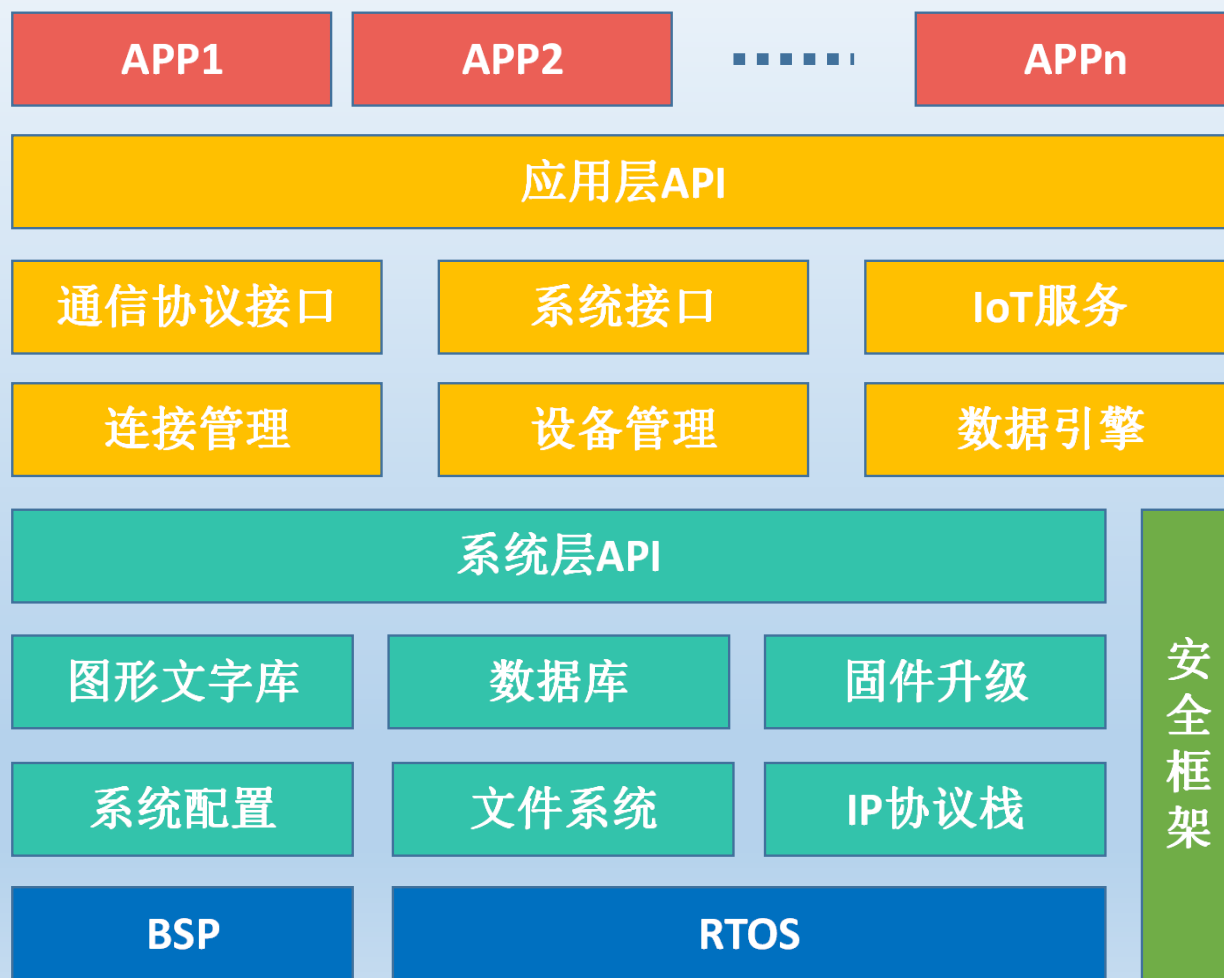 APP1 APP2 APPn
应用层API
通信协议接口 系统接口 IoT服务
连接管理 设备管理 数据引擎
系统层API
图形文字库 数据库 固件升级
系统配置 文件系统 IP协议栈
BSP RTOS
安全框架